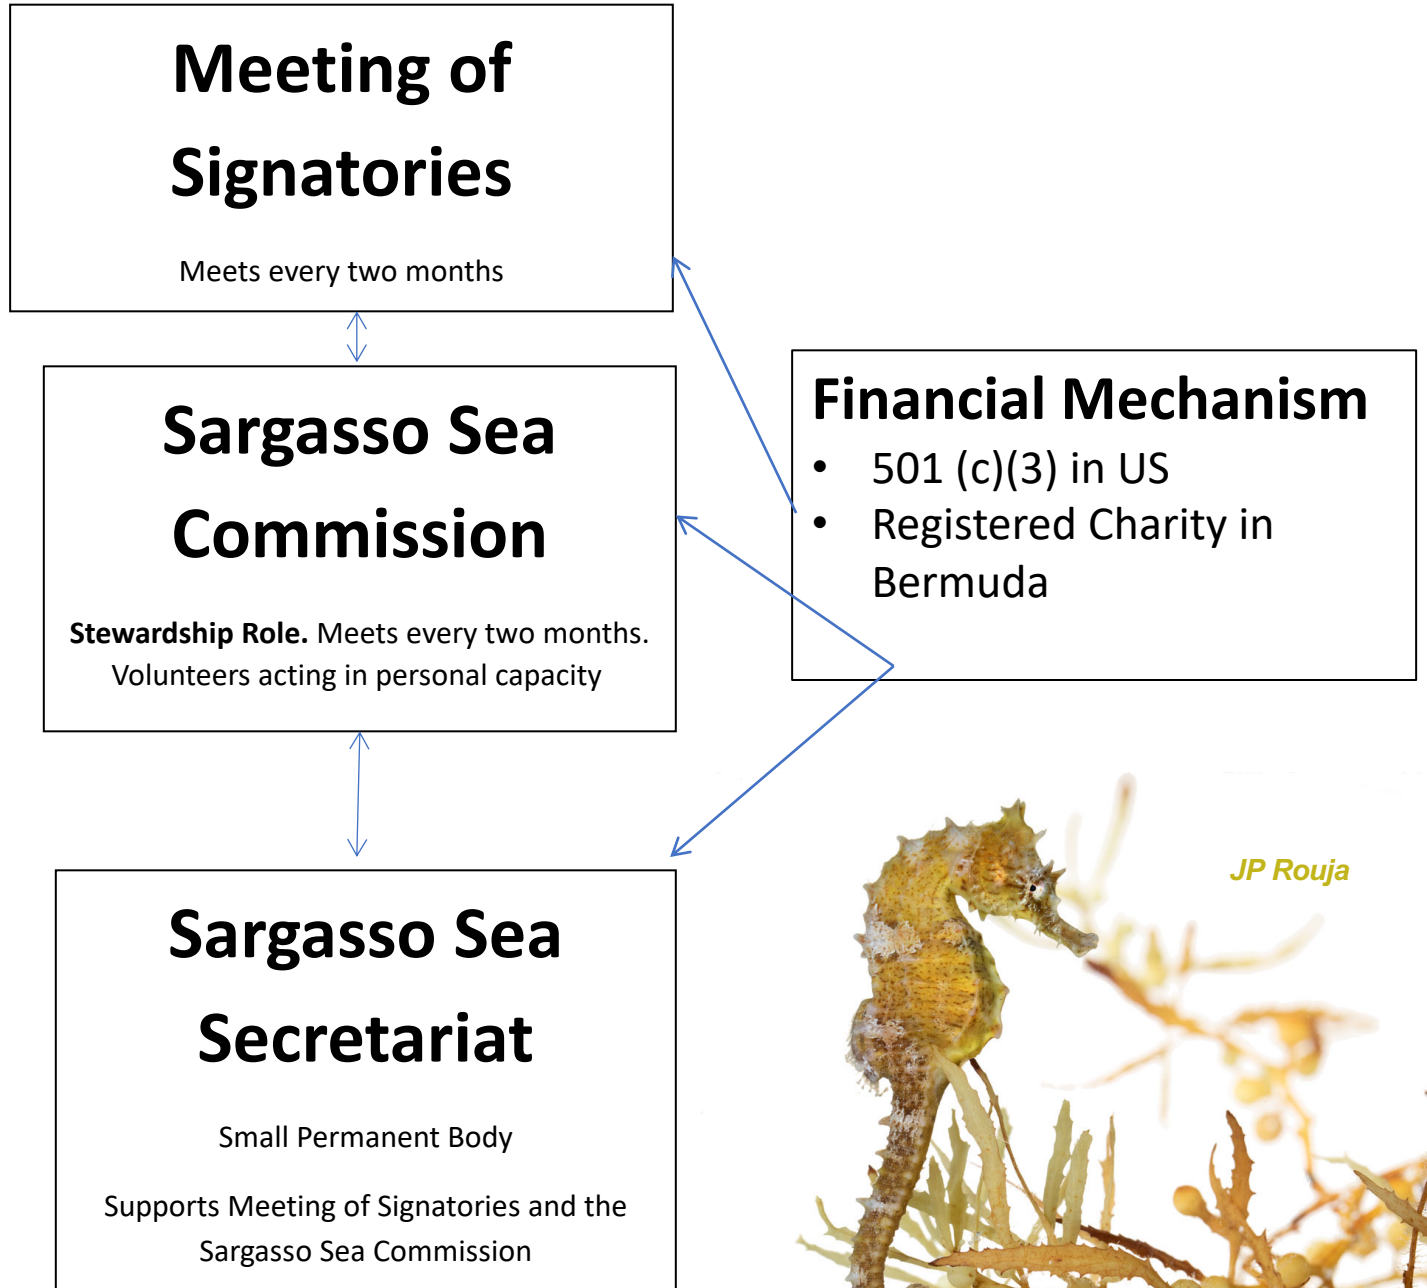 Meeting of
Signatories
Meets every two months
Sargasso Sea
Commission
Stewardship Role. Meets every two months.
Volunteers acting in personal capacity
Financial Mechanism
• 501 (c)(3) in US
• Registered Charity in
Bermuda
Sargasso Sea
Secretariat
Small Permanent Body
Supports Meeting of Signatories and the
Sargasso Sea Commission
JP Rouja